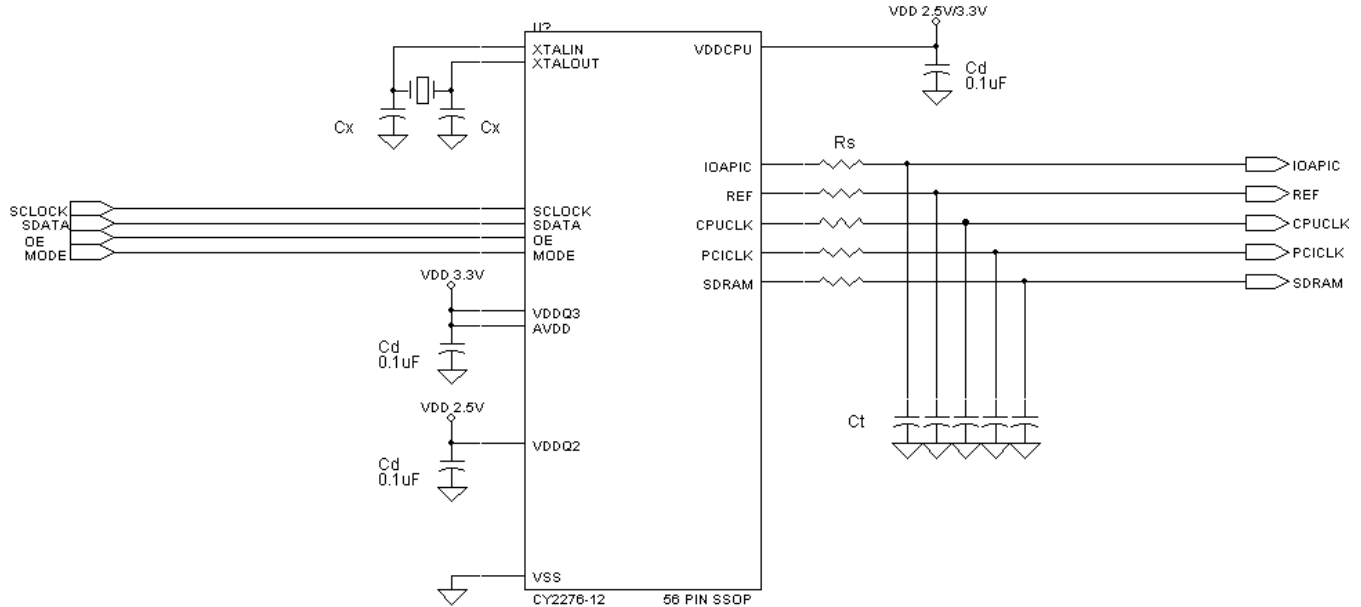 VDD 2.5V/3.3V
U?
XTALIN
XTALOUT
VDDCPU
Cd
0.1uF
Cx
Cx
Rs
IOAPIC
IOAPIC
REF
REF
SCLOCK
SCLOCK
SDATA
SDATA
CPUCLK
CPUCLK
OE
OE
MODE
MODE
PCICLK
PCICLK
VDD 3.3V
SDRAM
SDRAM
VDDQ3
AVDD
Cd
0.1uF
VDD 2.5V
Ct
VDDQ2
Cd
0.1uF
VSS
CY2276-12
56 PIN SSOP